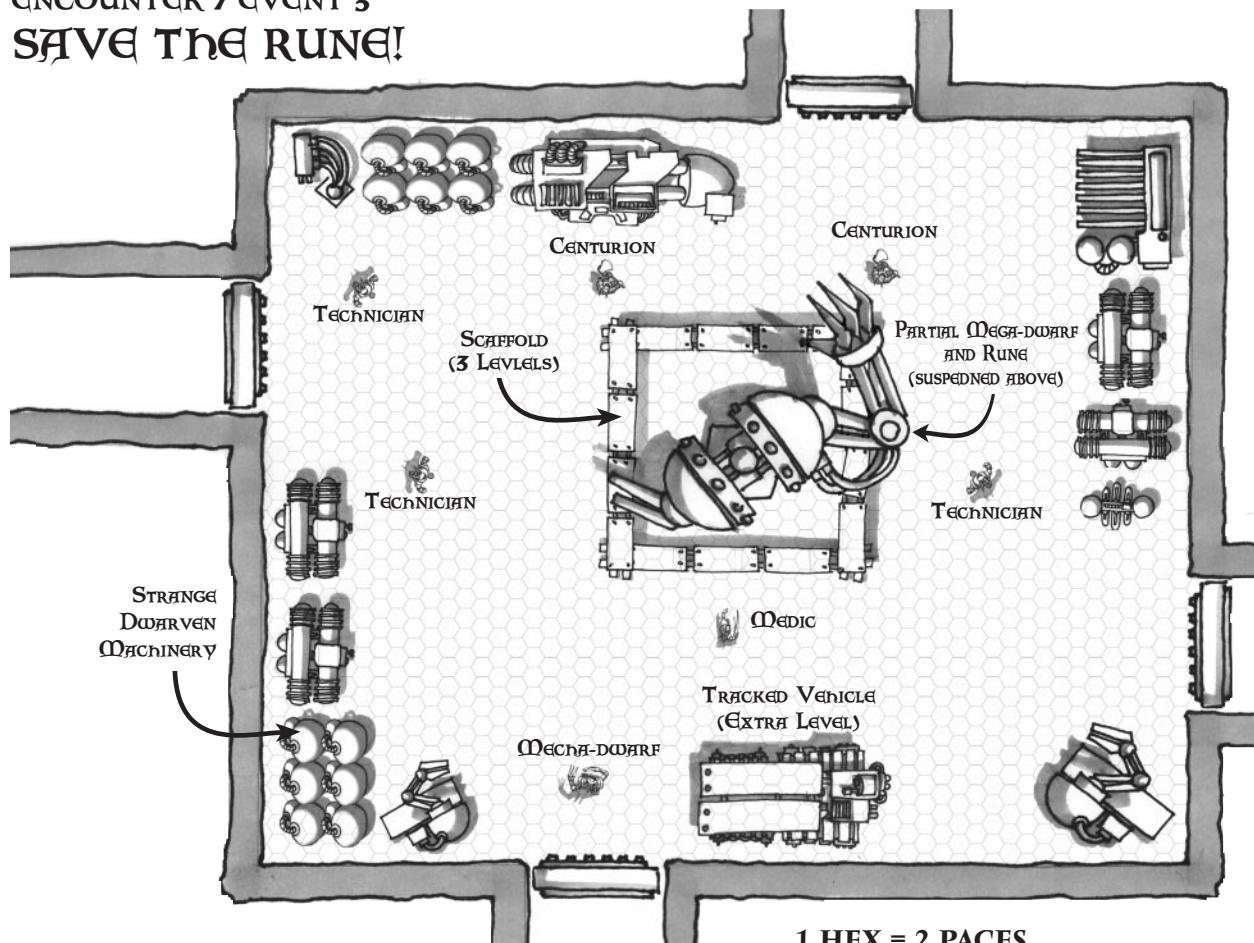 ENCOUNTER / EVENT 3
SAVE THE RUNE!
CENTURION
CENTURION
TECHNICIAN
SCAFFOLD
(3 LEVLELS)
PARTIAL MEGA-DWARF
AND RUNE
(SUSPEDNED ABOVE)
TECHNICIAN
TECHNICIAN
STRANGE
DWARVEN
MACHINERY
MEDIC
TRACKED VEHICLE
(EXTRA LEVEL)
MECHA-DWARF
1 HEX = 2 PACES